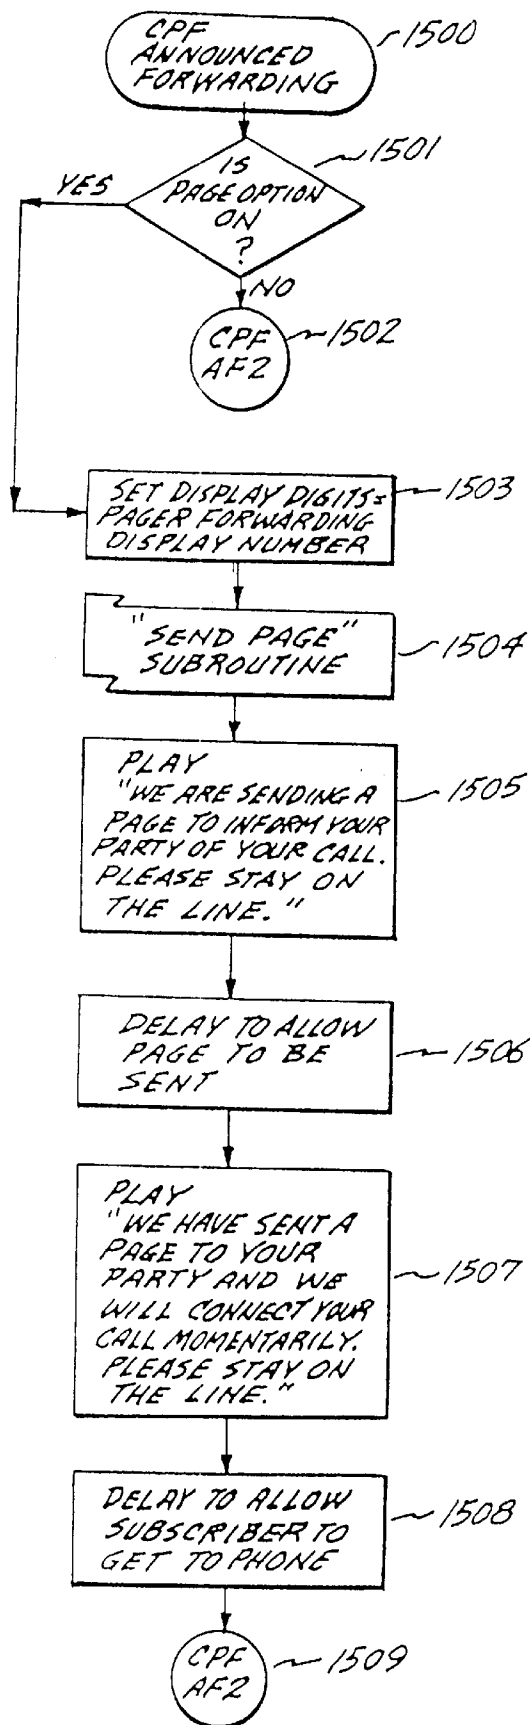 CPF
ANNOUNCED
FORWARDING
1500
IS
PAGE OPTION
ON
?
1501
YES
NO
CPF
AF2
1502
SET DISPLAY DIGITS=
PAGER FORWARDING
DISPLAY NUMBER
1503
"SEND PAGE"
SUBROUTINE
1504
PLAY
"WE ARE SENDING A
PAGE TO INFORM YOUR
PARTY OF YOUR CALL.
PLEASE STAY ON
THE LINE."
1505
DELAY TO ALLOW
PAGE TO BE
SENT
1506
PLAY
"WE HAVE SENT A
PAGE TO YOUR
PARTY AND WE
WILL CONNECT YOUR
CALL MOMENTARILY.
PLEASE STAY ON
THE LINE."
1507
DELAY TO ALLOW
SUBSCRIBER TO
GET TO PHONE
1508
CPF
AF2
1509